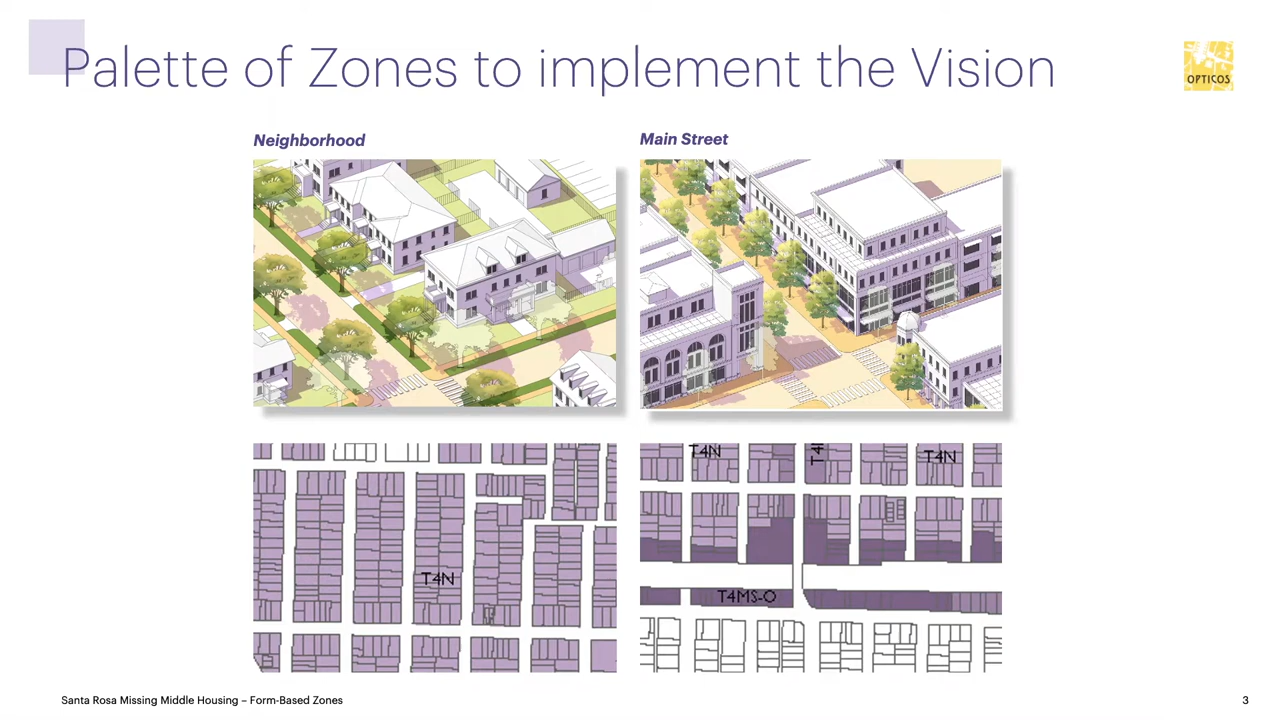 Palette of Zones to implement the Vision
OPTICOS
Neighborhood
Main Street
T4N
T4N
T4N
T4MS-O
Santa Rosa Missing Middle Housing – Form-Based Zones
3